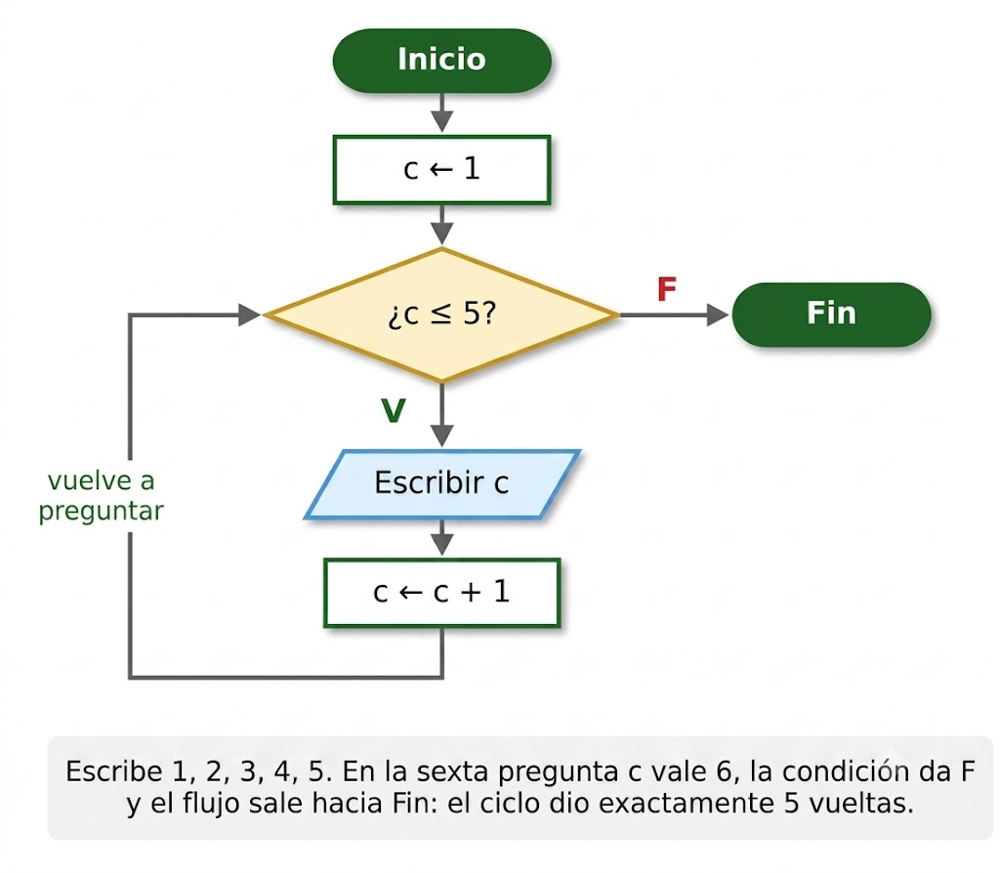 Inicio
c ← 1
¿c ≤ 5?
F
Fin
V
Escribir c
vuelve a
preguntar
c ← c + 1
Escribe 1, 2, 3, 4, 5. En la sexta pregunta c vale 6, la condición da F
y el flujo sale hacia Fin: el ciclo dio exactamente 5 vueltas.